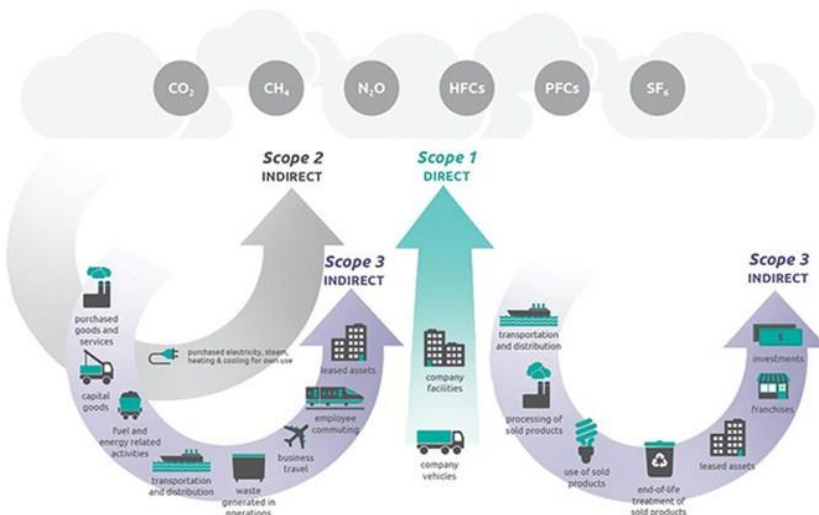 CO₂
CH₄
N₂O
HFCs
PFCs
SF₆
Scope 2
INDIRECT
Scope 1
DIRECT
Scope 3
INDIRECT
Scope 3
INDIRECT
purchased
goods and
services
capital
goods
fuel and
energy related
activities
transportation
and distribution
waste
generated in
operations
business
travel
employee
commuting
leased assets
purchased electricity, steam,
heating & cooling for own use
company
facilities
company
vehicles
transportation
and distribution
processing of
sold products
use of sold
products
end-of-life
treatment of
sold products
leased assets
franchises
$
investments